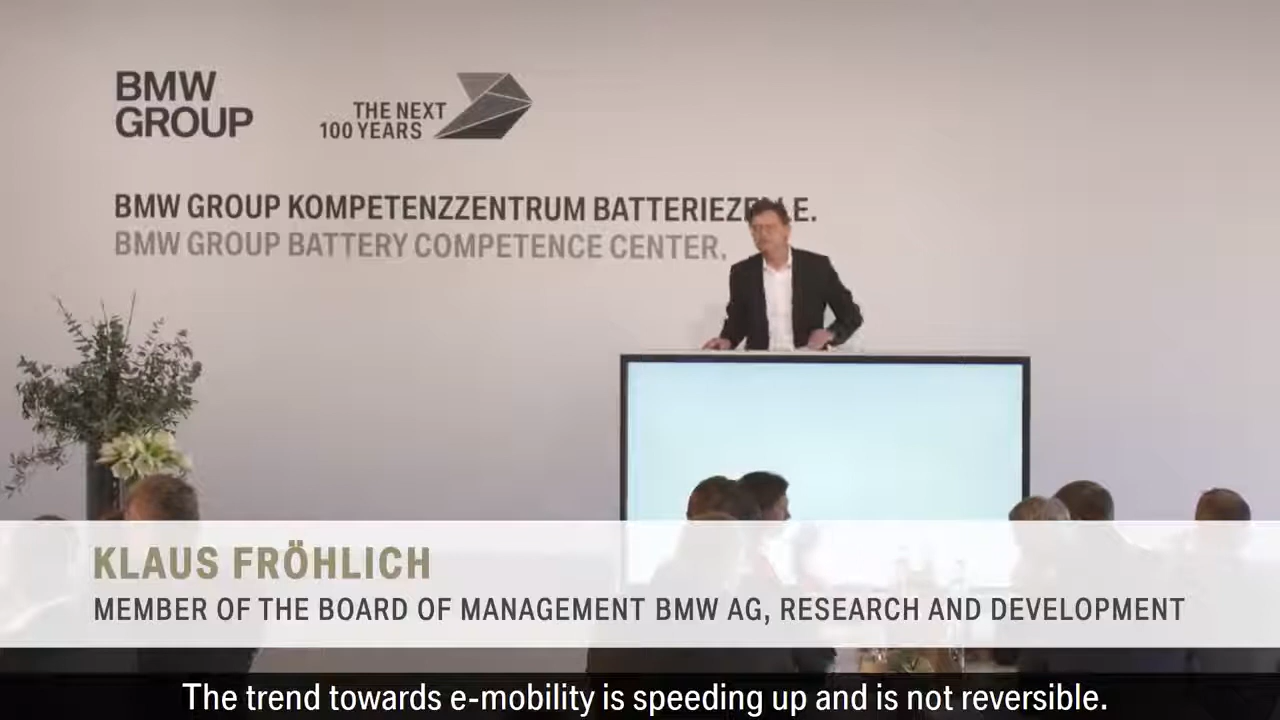 BMW
GROUP
THE NEXT
100 YEARS
BMW GROUP KOMPETENZZENTRUM
BMW GROUP BATTERY COMPETENCE CENTER.
KLAUS FRÖHLICH
MEMBER OF THE BOARD OF MANAGEMENT BMW AG, RESEARCH AND DEVELOPMENT
The trend towards e-mobility is speeding up and is not reversible.